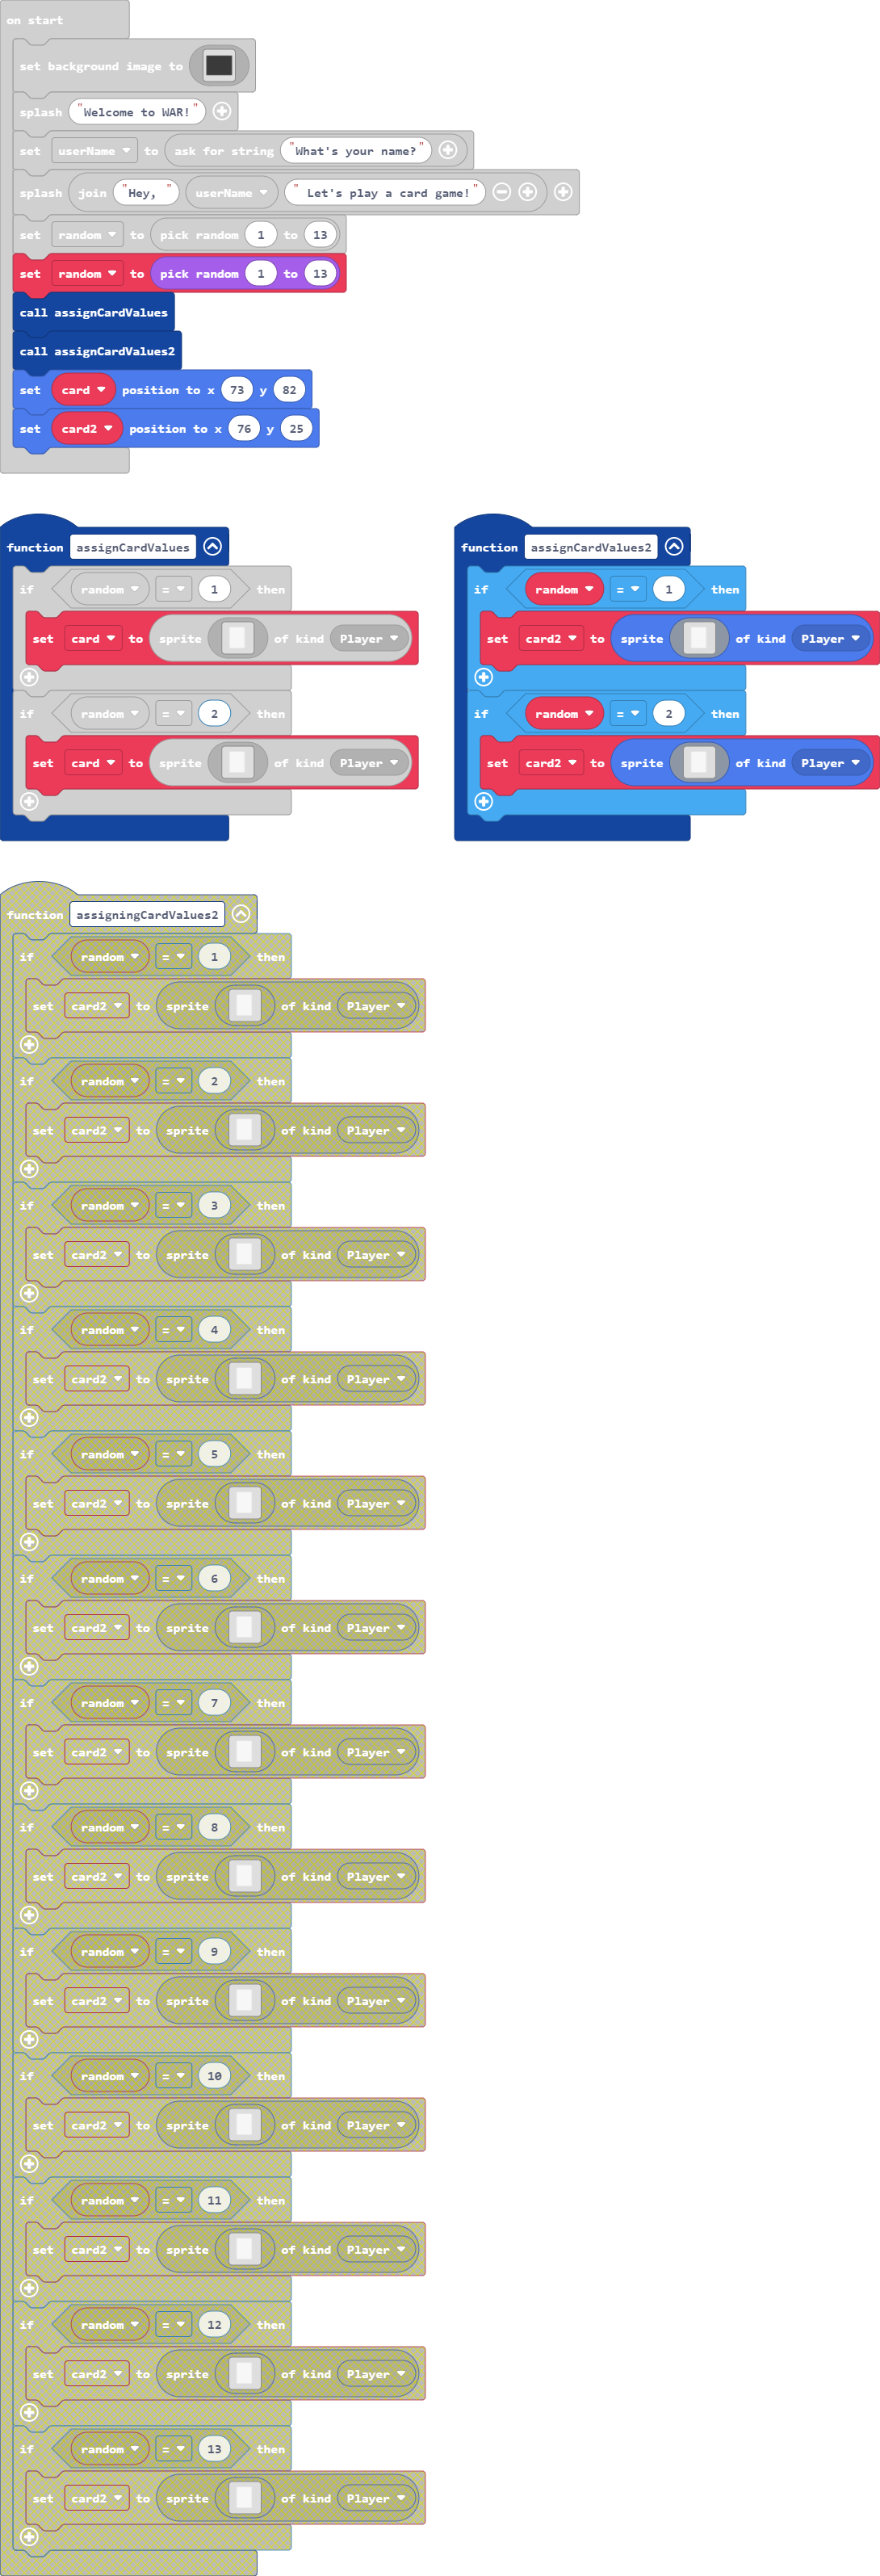 on start
set background image to
splash "Welcome to WAR!"
set userName to ask for string "What's your name?"
splash join "Hey, " userName " Let's play a card game!"
set random to pick random 1 to 13
set random to pick random 1 to 13
call assignCardValues
call assignCardValues2
set card position to x 73 y 82
set card2 position to x 76 y 25
function assignCardValues
if random = 1 then
set card to sprite of kind Player
if random = 2 then
set card to sprite of kind Player
function assignCardValues2
if random = 1 then
set card2 to sprite of kind Player
if random = 2 then
set card2 to sprite of kind Player
function assigningCardValues2
if random = 1 then
set card2 to sprite of kind Player
if random = 2 then
set card2 to sprite of kind Player
if random = 3 then
set card2 to sprite of kind Player
if random = 4 then
set card2 to sprite of kind Player
if random = 5 then
set card2 to sprite of kind Player
if random = 6 then
set card2 to sprite of kind Player
if random = 7 then
set card2 to sprite of kind Player
if random = 8 then
set card2 to sprite of kind Player
if random = 9 then
set card2 to sprite of kind Player
if random = 10 then
set card2 to sprite of kind Player
if random = 11 then
set card2 to sprite of kind Player
if random = 12 then
set card2 to sprite of kind Player
if random = 13 then
set card2 to sprite of kind Player